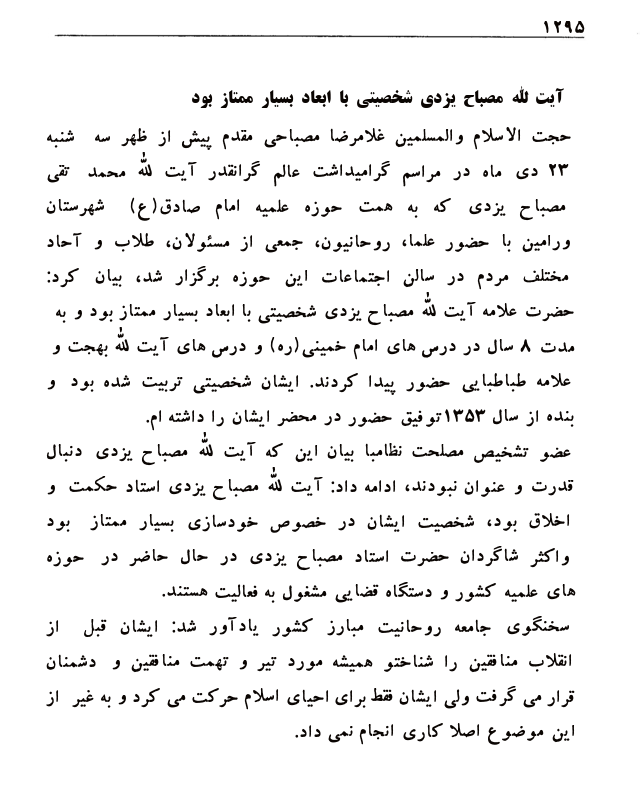 ۱۲۹۵
آیت لله مصباح یزدی شخصیتی با ابعاد بسیار ممتاز بود
حجت الاسلام والمسلمین غلامرضا مصباحی مقدم پیش از ظهر سه شنبه
۲۳ دی ماه در مراسم گرامیداشت عالم گرانقدر آیت لله محمد تقی
مصباح یزدی که به همت حوزه علمیه امام صادق(ع) شهرستان
ورامین با حضور علما، روحانیون، جمعی از مسئولان، طلاب و آحاد
مختلف مردم در سالن اجتماعات این حوزه برگزار شد، بیان کرد:
حضرت علامه آیت لله مصباح یزدی شخصیتی با ابعاد بسیار ممتاز بود و به
مدت ۸ سال در درس های امام خمینی(ره) و درس های آیت لله بهجت و
علامه طباطبایی حضور پیدا کردند. ایشان شخصیتی تربیت شده بود و
بنده از سال ۱۳۵۳توفیق حضور در محضر ایشان را داشته ام.
عضو تشخیص مصلحت نظامبا بیان این که آیت لله مصباح یزدی دنبال
قدرت و عنوان نبودند، ادامه داد: آیت لله مصباح یزدی استاد حکمت و
اخلاق بود، شخصیت ایشان در خصوص خودسازی بسیار ممتاز بود
واکثر شاگردان حضرت استاد مصباح یزدی در حال حاضر در حوزه
های علمیه کشور و دستگاه قضایی مشغول به فعالیت هستند.
سخنگوی جامعه روحانیت مبارز کشور یادآور شد: ایشان قبل از
انقلاب منافقین را شناختو همیشه مورد تیر و تهمت منافقین و دشمنان
قرار می گرفت ولی ایشان فقط برای احیای اسلام حرکت می کرد و به غیر از
این موضوع اصلا کاری انجام نمی داد.